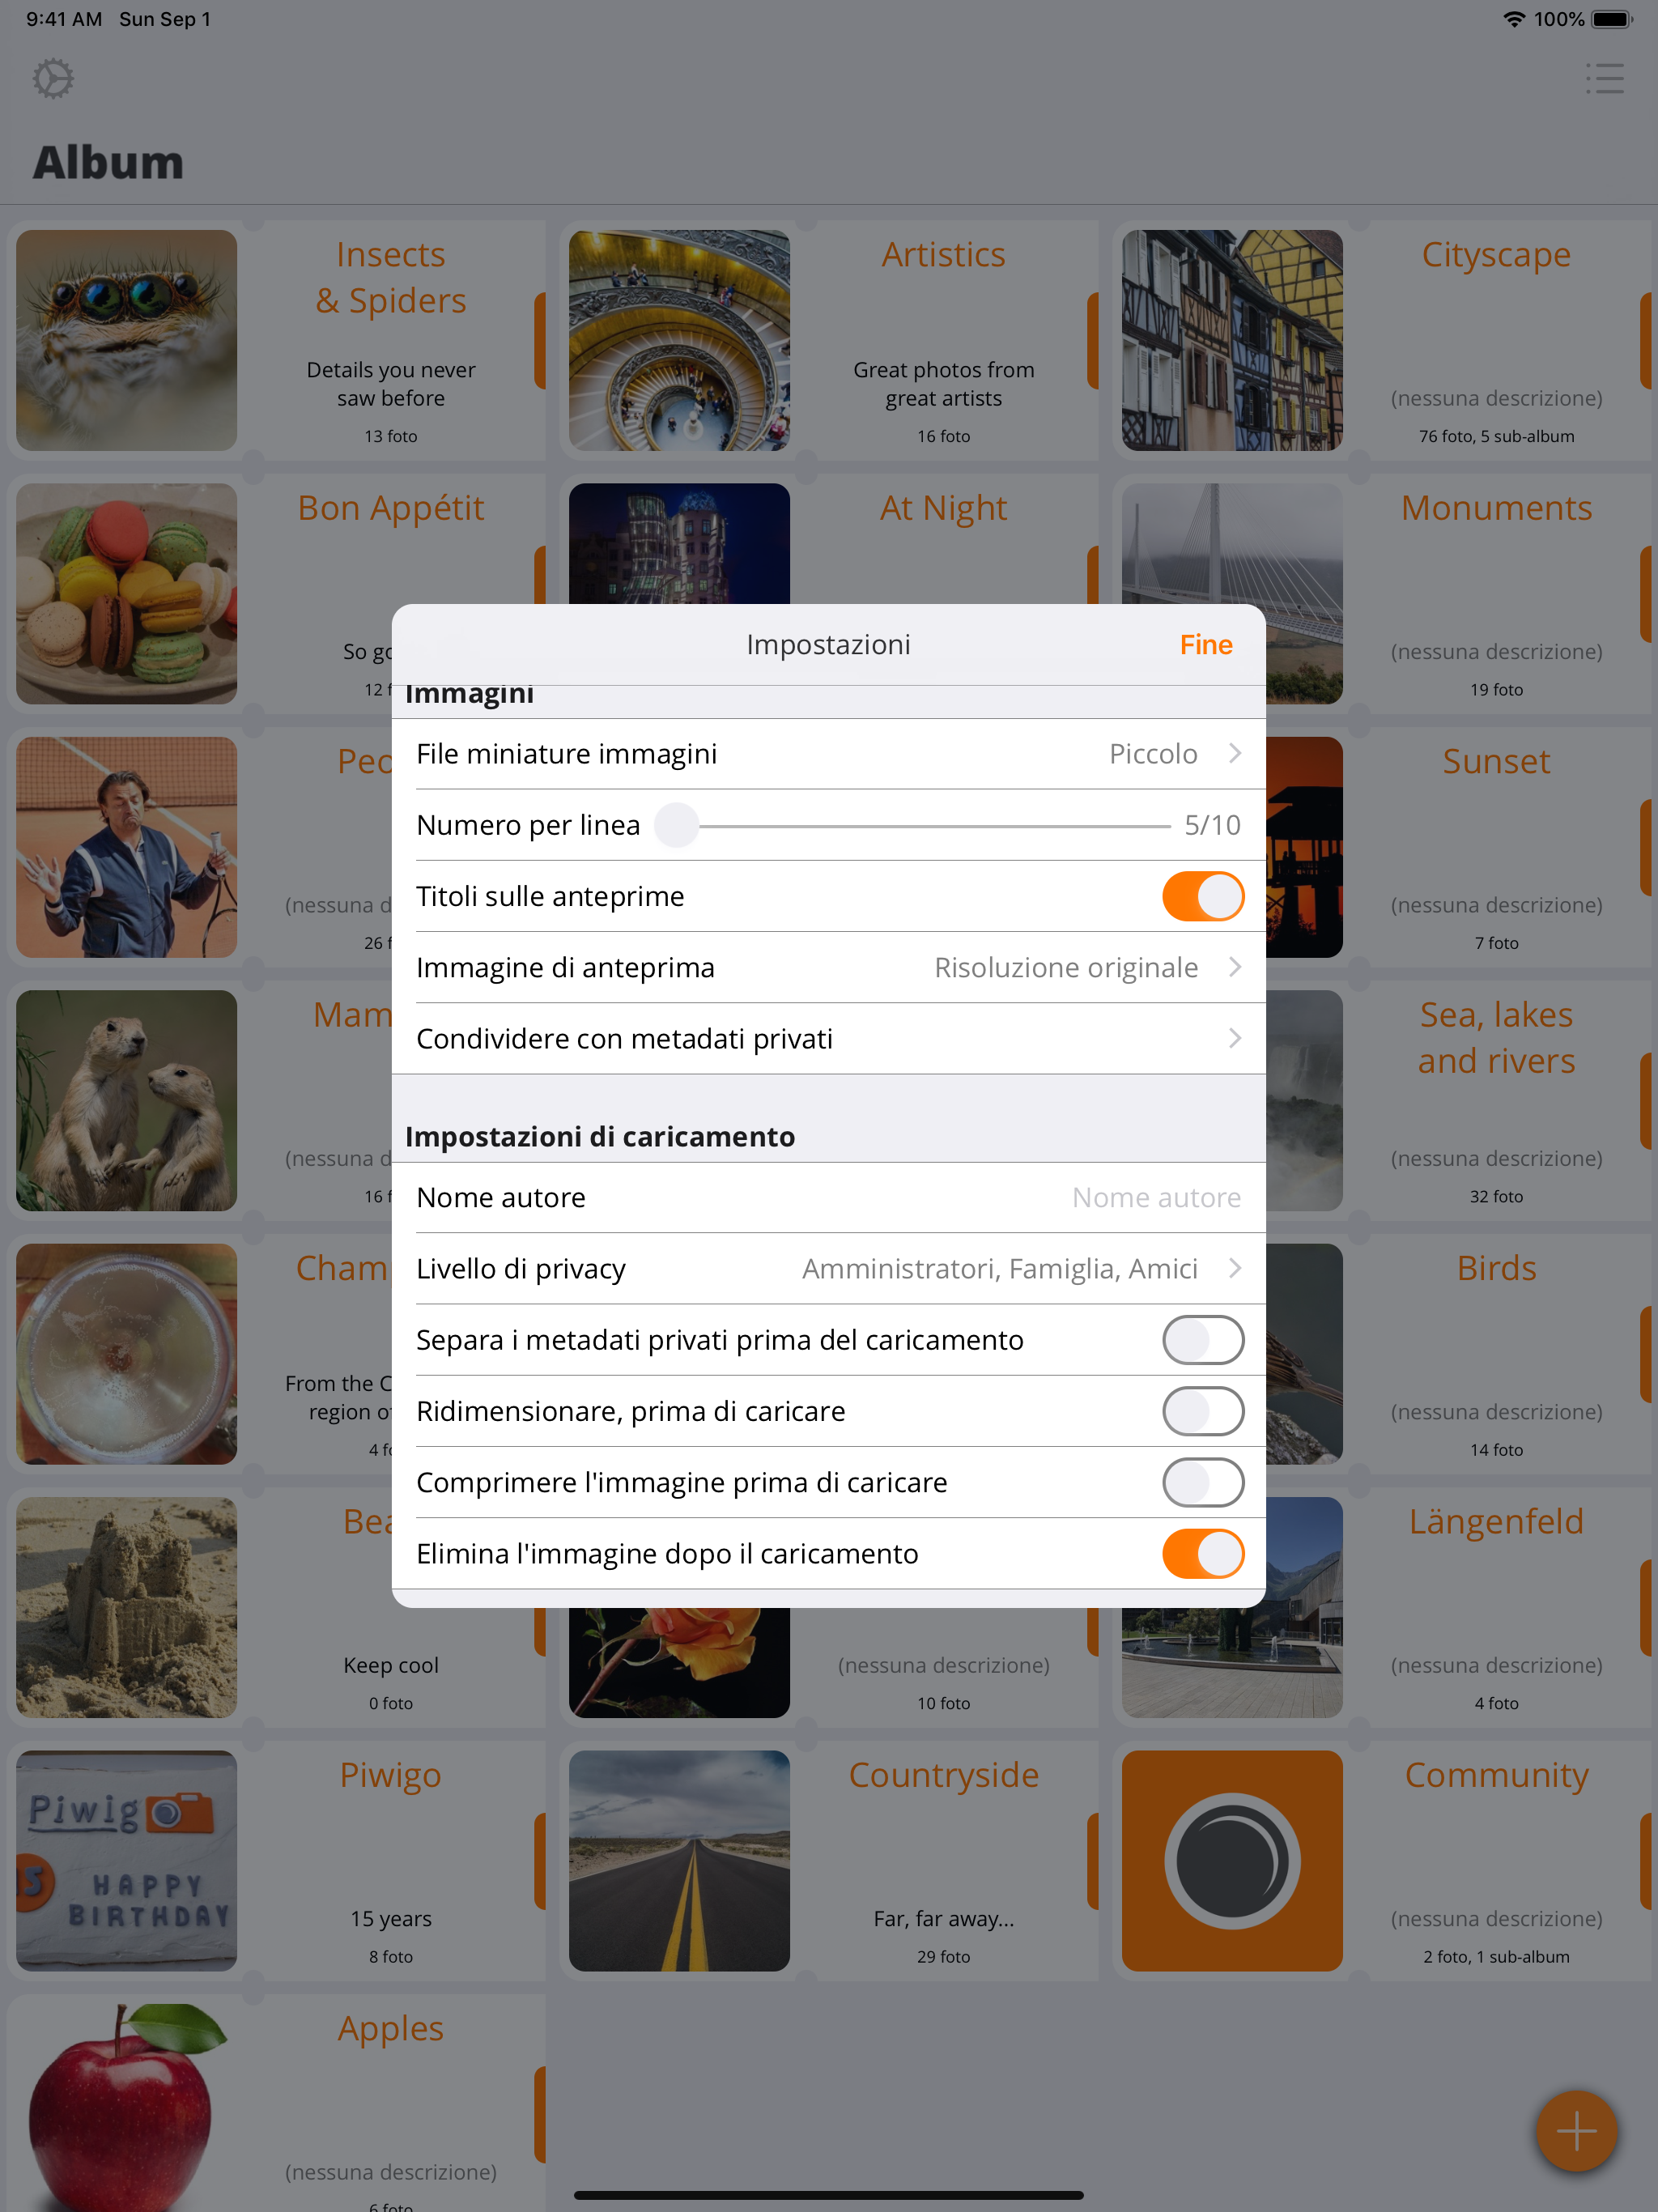 9:41 AM Sun Sep 1
100%
Album
Insects
& Spiders
Details you never
saw before
13 foto
Artistics
Great photos from
great artists
16 foto
Cityscape
(nessuna descrizione)
76 foto, 5 sub-album
Bon Appétit
So
12
At Night
Monuments
(nessuna descrizione)
19 foto
(nessuna
26
Sunset
(nessuna descrizione)
7 foto
(nessuna
16
Sea, lakes
and rivers
(nessuna descrizione)
32 foto
From the
region
4
Birds
(nessuna descrizione)
14 foto
Impostazioni
Fine
Immagini
File miniature immagini Piccolo
Numero per linea 5/10
Titoli sulle anteprime
Immagine di anteprima Risoluzione originale
Condividere con metadati privati
Impostazioni di caricamento
Nome autore Nome autore
Livello di privacy Amministratori, Famiglia, Amici
Separa i metadati privati prima del caricamento
Ridimensionare, prima di caricare
Comprimere l'immagine prima di caricare
Elimina l'immagine dopo il caricamento
Keep cool
0 foto
(nessuna descrizione)
10 foto
Längenfeld
(nessuna descrizione)
4 foto
Piwig
15
HAPPY
BIRTHDAY
Piwigo
15 years
8 foto
Countryside
Far, far away...
29 foto
Community
(nessuna descrizione)
2 foto, 1 sub-album
Apples
(nessuna descrizione)
6 foto